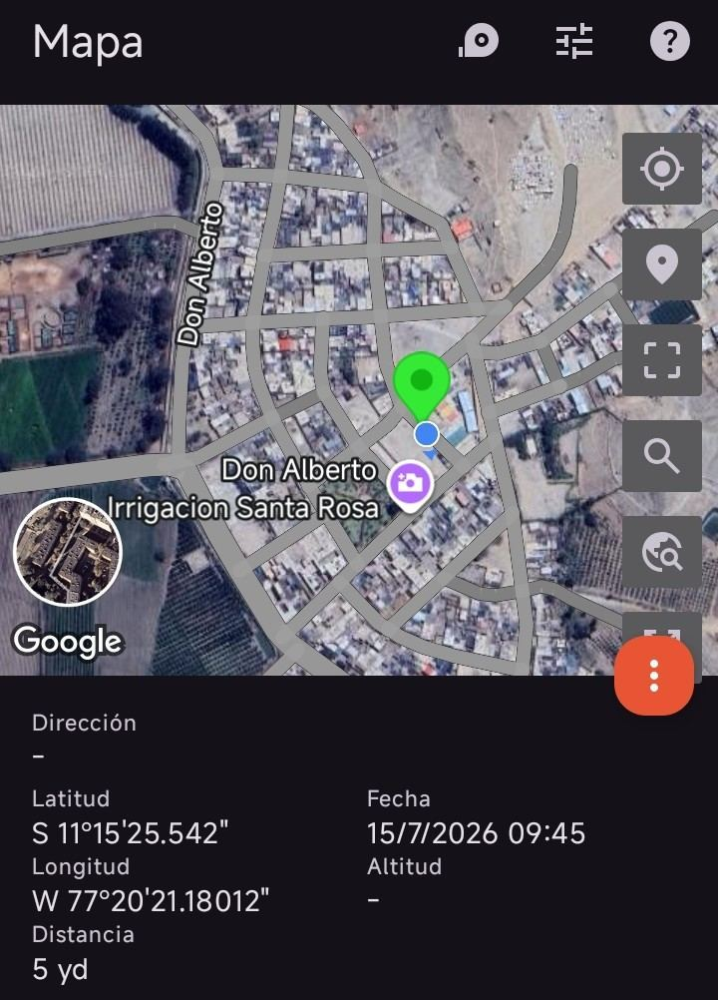 Mapa
?
Don Alberto
Don Alberto
Irrigacion Santa Rosa
Google
Dirección
–
Latitud
S 11°15'25.542"
Fecha
15/7/2026 09:45
Longitud
W 77°20'21.18012"
Altitud
–
Distancia
5 yd